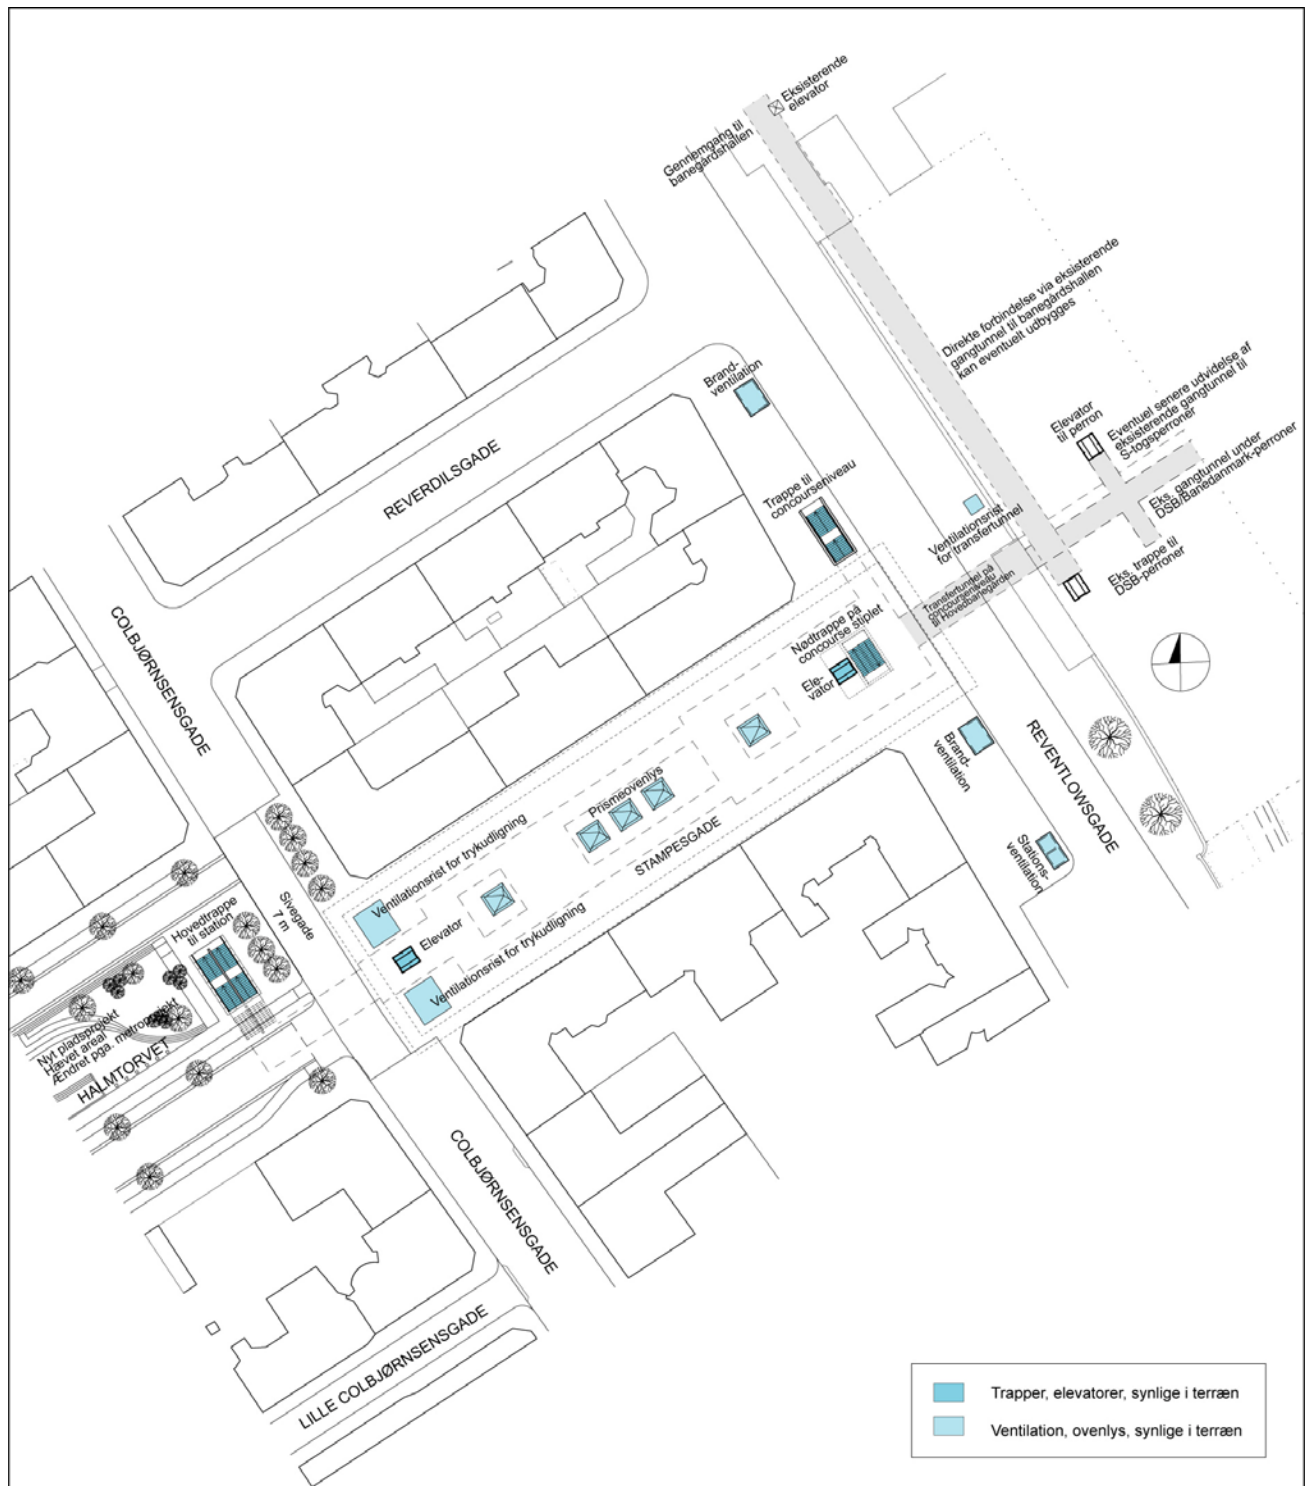 Eksisterende
elevator
Gennemgang til
banegårdshallen
Direkte forbindelse via eksisterende
gangtunnel til banegårdshallen
kan eventuelt udbygges
Brand-
ventilation
Elevator
til perron
Eventuel senere udvidelse af
eksisterende gangtunnel til
S-togsperroner
Eks. gangtunnel under
DSB/Banedanmark-perroner
REVERDILSGADE
Trappe til
concourseniveau
Ventilationsrist
for transfertunnel
Eks. trappe til
DSB-perroner
Transfertunnel på
concourseniveau
til Hovedbanegården
COLBJØRNSENSGADE
Nødtrappe på
concourse stiplet
Ele-
vator
Brand-
ventilation
REVENTLOWSGADE
Prismeovenlys
STAMPESGADE
Stations-
ventilation
Ventilationsrist for trykudligning
Sivegade
7 m
Hovedtrappe
til station
Elevator
Ventilationsrist for trykudligning
Nyt pladsprojekt
Hævet areal
Ændret pga. metroprojekt
HALMTORVET
COLBJØRNSENSGADE
LILLE COLBJØRNSENSGADE
Trapper, elevatorer, synlige i terræn
Ventilation, ovenlys, synlige i terræn